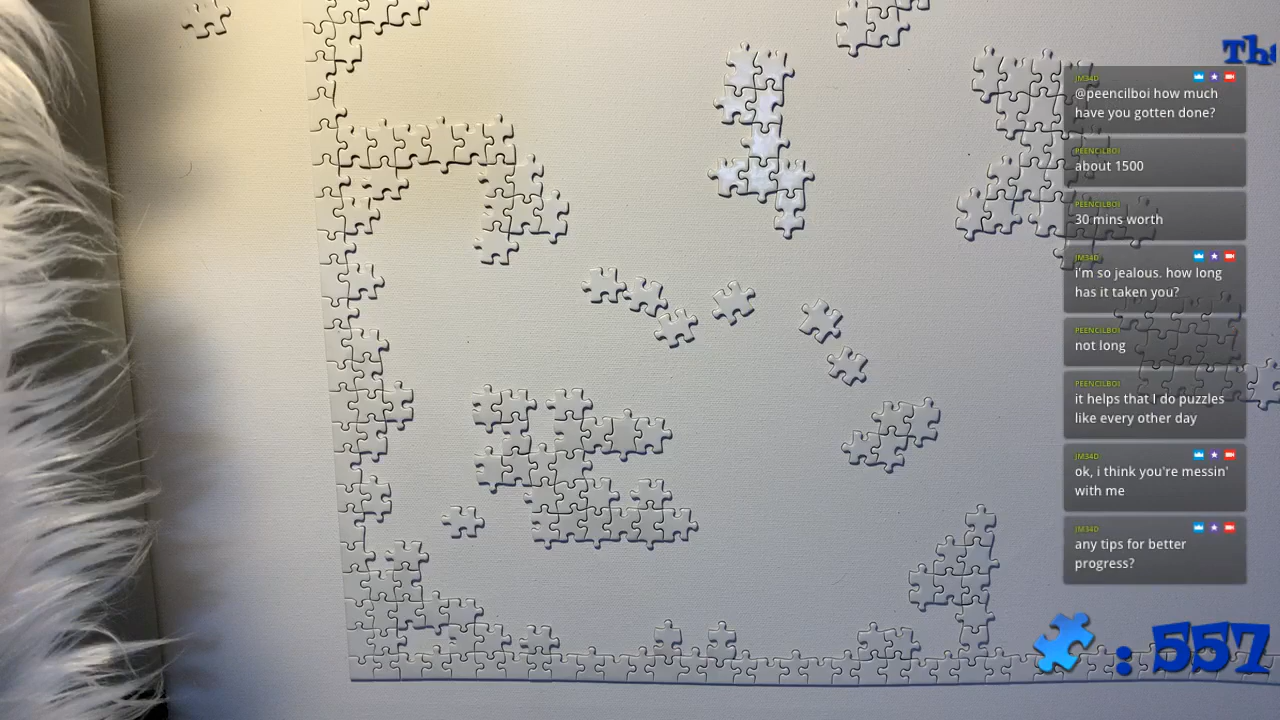 Th
JM34D
@peencilboi how much
have you gotten done?
PEENCILBOI
about 1500
PEENCILBOI
30 mins worth
JM34D
i'm so jealous. how long
has it taken you?
PEENCILBOI
not long
PEENCILBOI
it helps that I do puzzles
like every other day
JM34D
ok, i think you're messin'
with me
JM34D
any tips for better
progress?
: 557